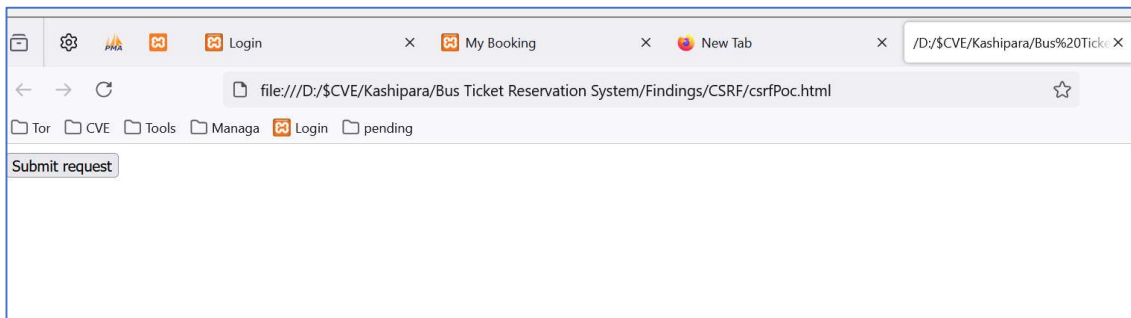 PMA
Login
My Booking
New Tab
/D:/$CVE/Kashipara/Bus%20Ticke
file:///D:/$CVE/Kashipara/Bus Ticket Reservation System/Findings/CSRF/csrfPoc.html
Tor CVE Tools Managa Login pending
Submit request